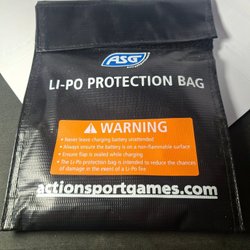 ASG
LI-PO PROTECTION BAG
WARNING
• Never leave charging battery unattended
• Always ensure the battery is on a non-flammable surface
• Ensure flap is sealed while charging
• The Li-Po protection bag is intended to reduce the chances
of damage in the event of a Li-Po fire
actionsportgames.com